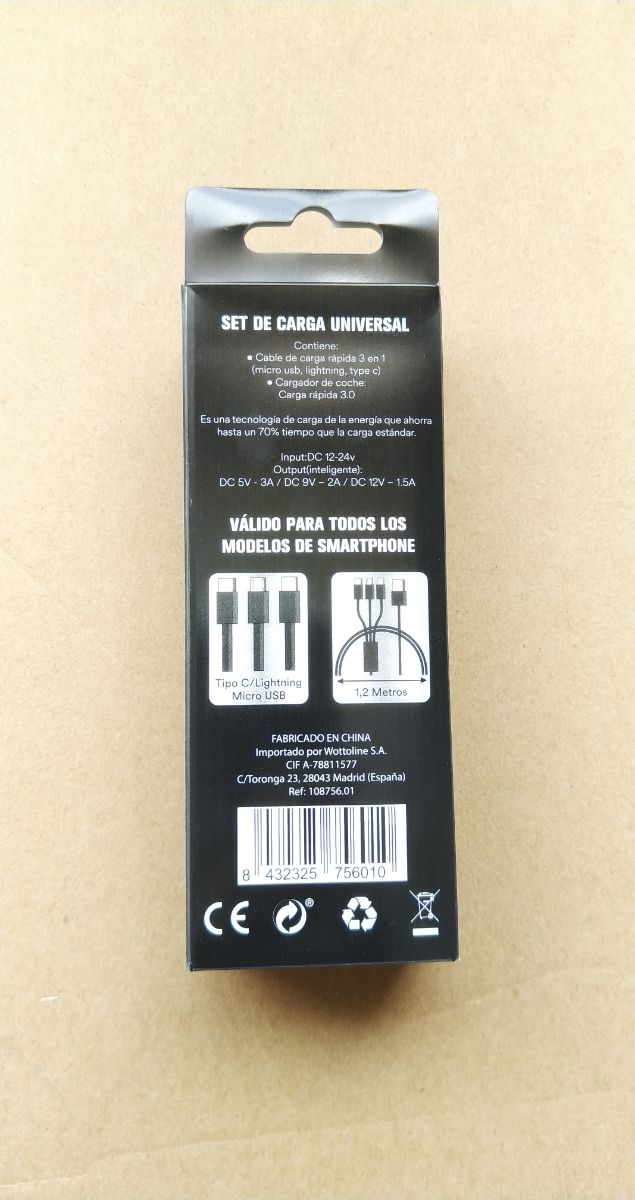 SET DE CARGA UNIVERSAL
Contiene:
● Cable de carga rápida 3 en 1
(micro usb, lightning, type c)
● Cargador de coche:
Carga rápida 3.0
Es una tecnología de carga de la energía que ahorra
hasta un 70% tiempo que la carga estándar.
Input:DC 12-24v
Output(inteligente):
DC 5V - 3A / DC 9V – 2A / DC 12V – 1.5A
VÁLIDO PARA TODOS LOS
MODELOS DE SMARTPHONE
Tipo C/Lightning
Micro USB
1,2 Metros
FABRICADO EN CHINA
Importado por Wottoline S.A.
CIF A-78811577
C/Toronga 23, 28043 Madrid (España)
Ref: 108756.01
8 432325 756010
CE ®